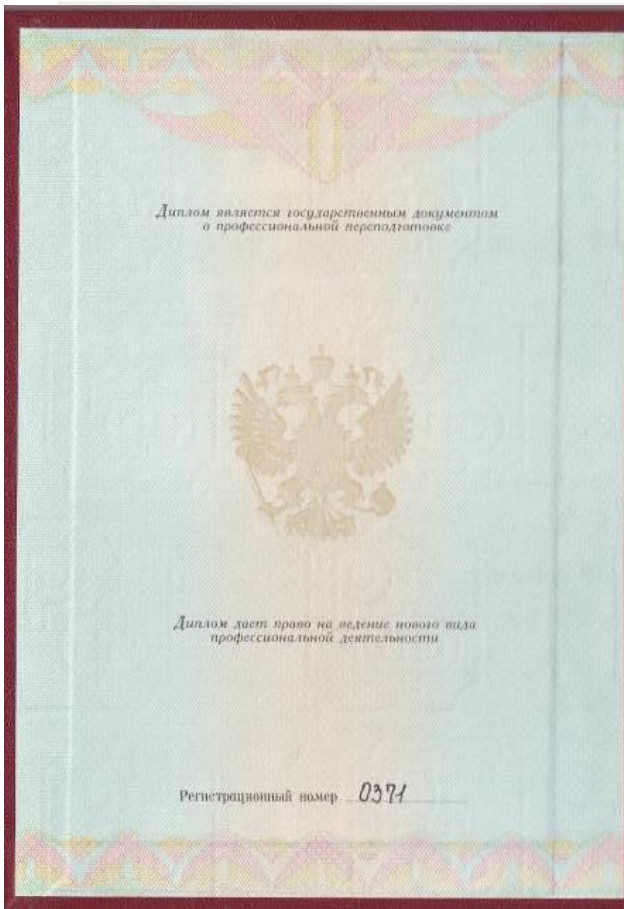 Диплом является государственным документом
о профессиональной переподготовке
Диплом дает право на ведение нового вида
профессиональной деятельности
Регистрационный номер 0371